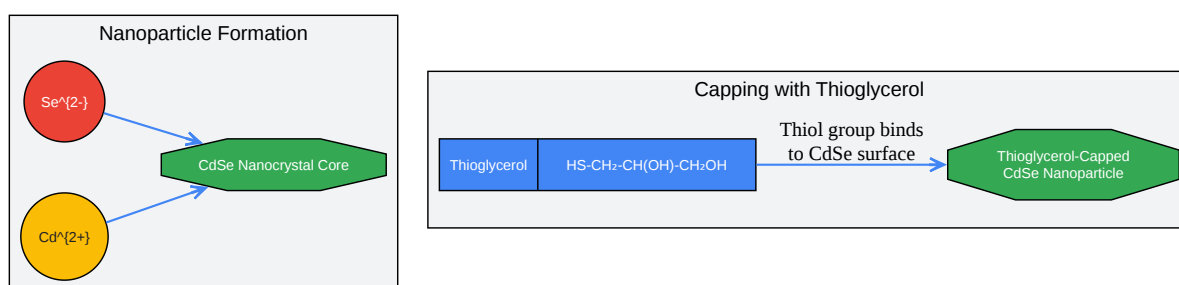 Nanoparticle Formation
Se^{2-}
CdSe Nanocrystal Core
Cd^{2+}
Capping with Thioglycerol
Thioglycerol
HS-CH₂-CH(OH)-CH₂OH
Thiol group binds
to CdSe surface
Thioglycerol-Capped
CdSe Nanoparticle